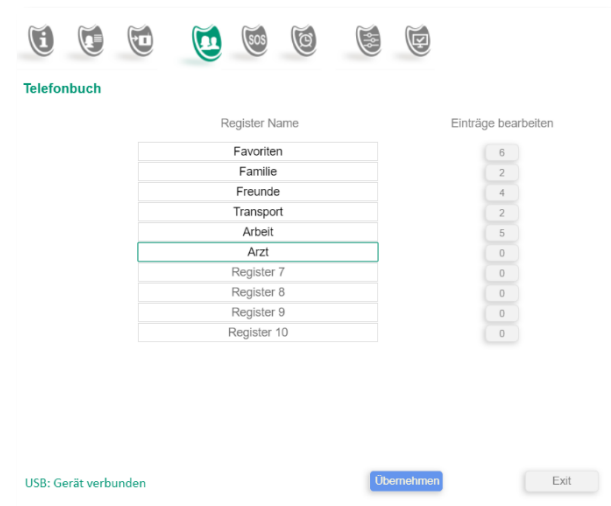 SOS
Telefonbuch
Register Name Einträge bearbeiten
Favoriten 6
Familie 2
Freunde 4
Transport 2
Arbeit 5
Arzt 0
Register 7 0
Register 8 0
Register 9 0
Register 10 0
USB: Gerät verbunden Übernehmen Exit